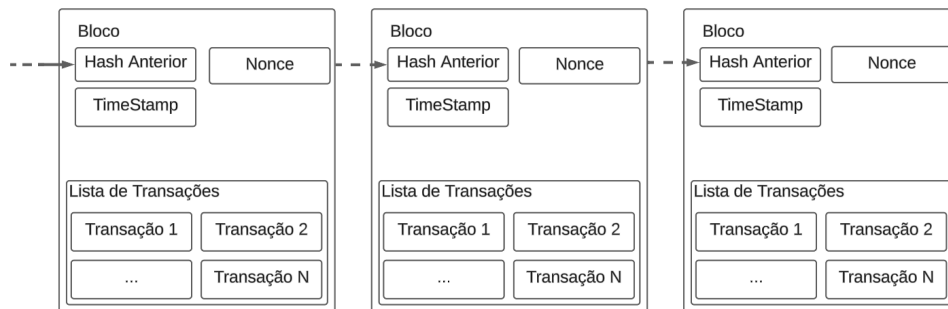 Bloco
Hash Anterior
Nonce
TimeStamp
Lista de Transações
Transação 1
Transação 2
...
Transação N
Bloco
Hash Anterior
Nonce
TimeStamp
Lista de Transações
Transação 1
Transação 2
...
Transação N
Bloco
Hash Anterior
Nonce
TimeStamp
Lista de Transações
Transação 1
Transação 2
...
Transação N